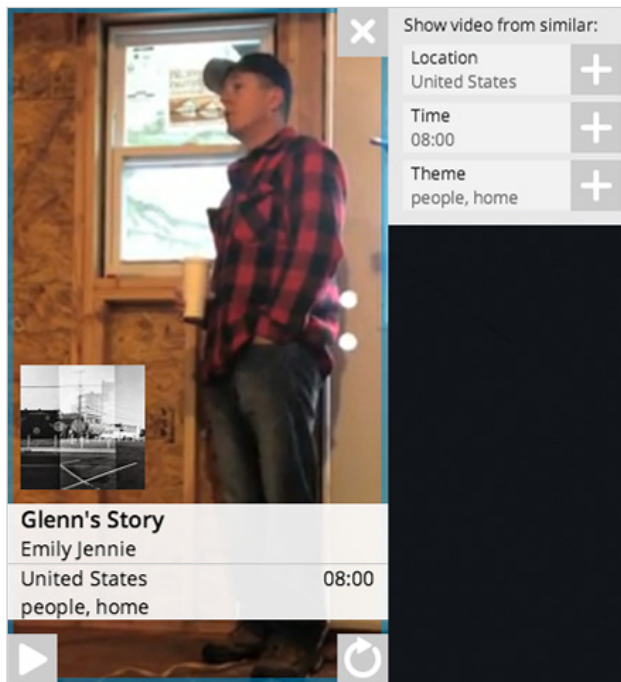 Show video from similar:
Location
United States
Time
08:00
Theme
people, home
Glenn's Story
Emily Jennie
United States 08:00
people, home